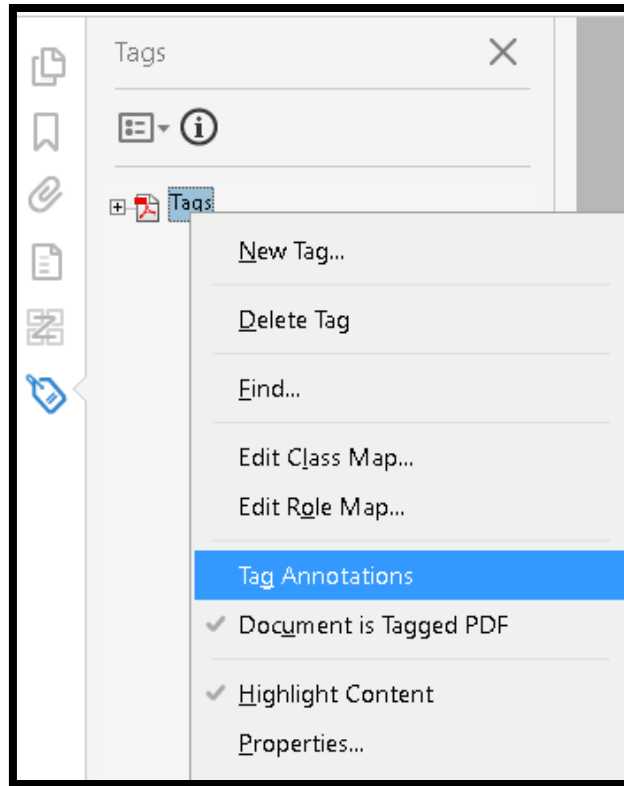 Tags
Tags
New Tag...
Delete Tag
Find...
Edit Class Map...
Edit Role Map...
Tag Annotations
Document is Tagged PDF
Highlight Content
Properties...